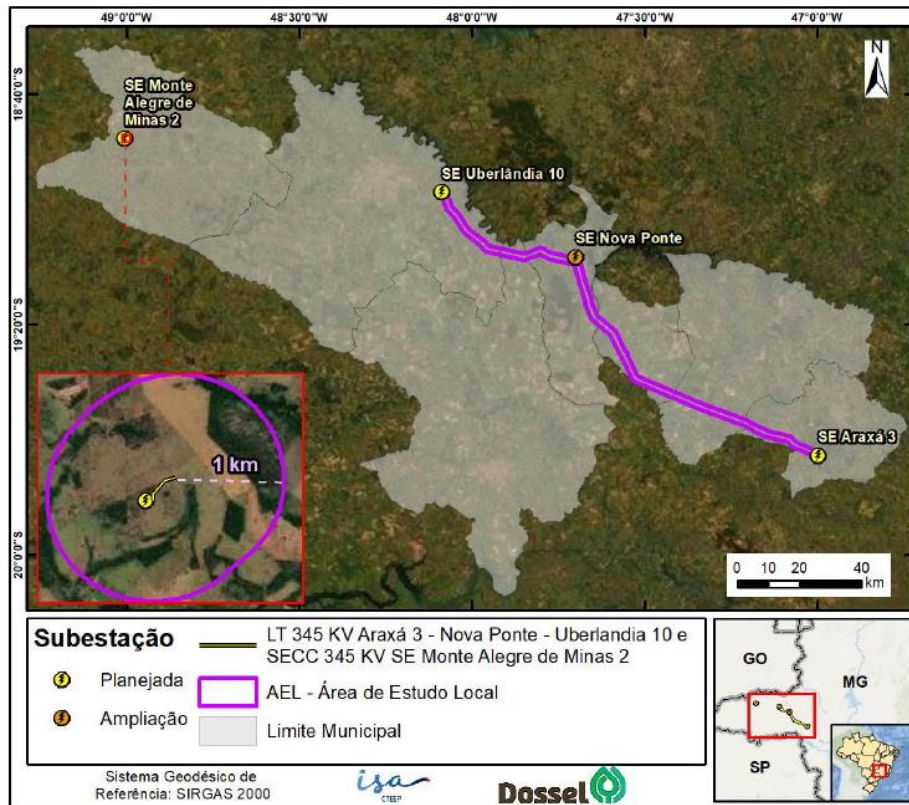 49°0'0"W
48°30'0"W
48°0'0"W
47°30'0"W
47°0'0"W
18°40'0"S
19°20'0"S
20°0'0"S
N
SE Monte
Alegre de
Minas 2
SE Uberlândia 10
SE Nova Ponte
SE Araxá 3
1 km
0 10 20 40
km
Subestação
Planejada
Ampliação
LT 345 KV Araxá 3 - Nova Ponte - Uberlandia 10 e
SECC 345 KV SE Monte Alegre de Minas 2
AEL - Área de Estudo Local
Limite Municipal
GO
MG
SP
Sistema Geodésico de
Referência: SIRGAS 2000
isa
CTEEP
Dossel